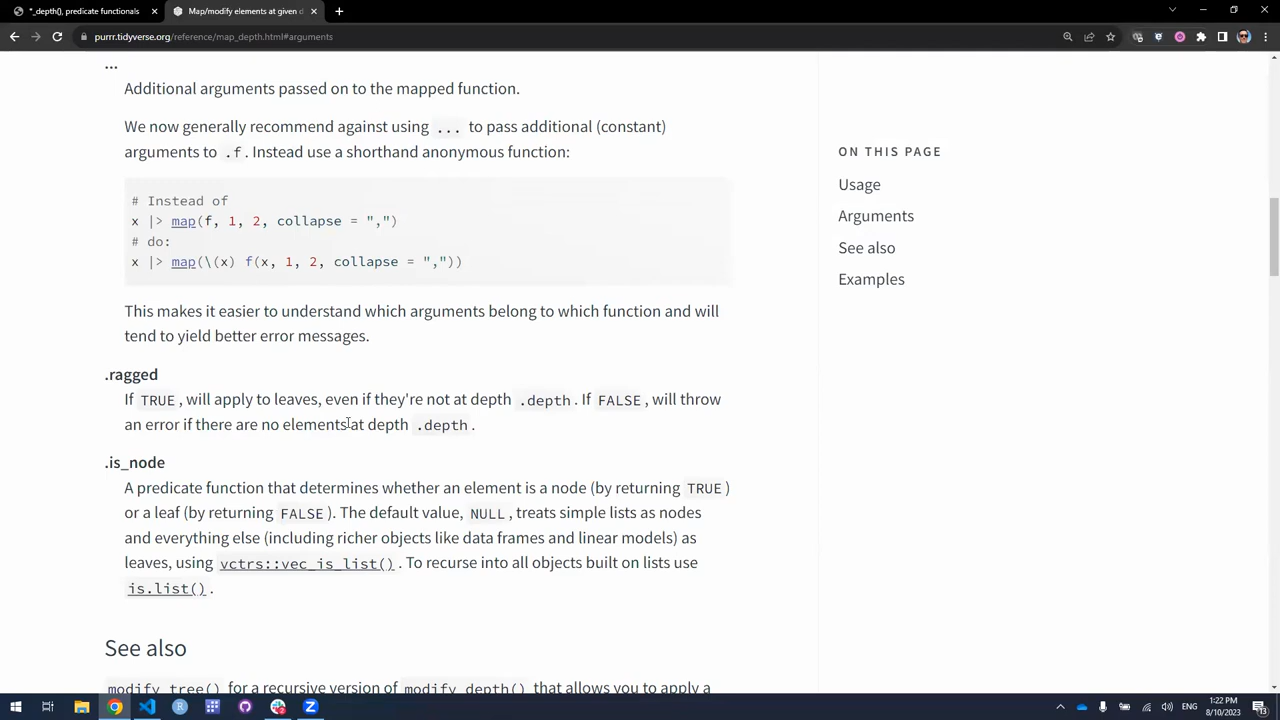 *_depth(), predicate functionals
Map/modify elements at given d
purrr.tidyverse.org/reference/map_depth.html#arguments
...
Additional arguments passed on to the mapped function.
We now generally recommend against using ... to pass additional (constant)
arguments to .f. Instead use a shorthand anonymous function:
# Instead of
x |> map(f, 1, 2, collapse = ",")
# do:
x |> map(\(x) f(x, 1, 2, collapse = ","))
This makes it easier to understand which arguments belong to which function and will
tend to yield better error messages.
.ragged
If TRUE, will apply to leaves, even if they're not at depth .depth. If FALSE, will throw
an error if there are no elements at depth .depth.
.is_node
A predicate function that determines whether an element is a node (by returning TRUE)
or a leaf (by returning FALSE). The default value, NULL, treats simple lists as nodes
and everything else (including richer objects like data frames and linear models) as
leaves, using vctrs::vec_is_list(). To recurse into all objects built on lists use
is.list().
See also
modify_tree() for a recursive version of modify_depth() that allows you to apply a
ON THIS PAGE
Usage
Arguments
See also
Examples
ENG
1:22 PM
8/10/2023
13